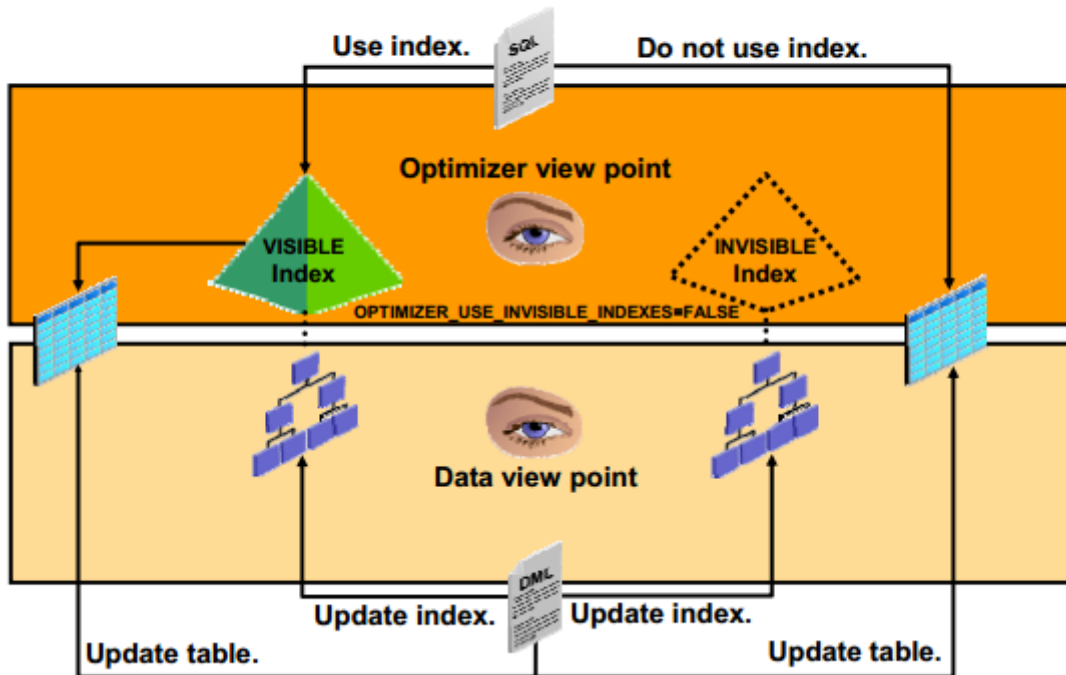 Use index.
SQL
Do not use index.
Optimizer view point
VISIBLE
Index
INVISIBLE
Index
OPTIMIZER_USE_INVISIBLE_INDEXES=FALSE
Data view point
DML
Update index.
Update index.
Update table.
Update table.